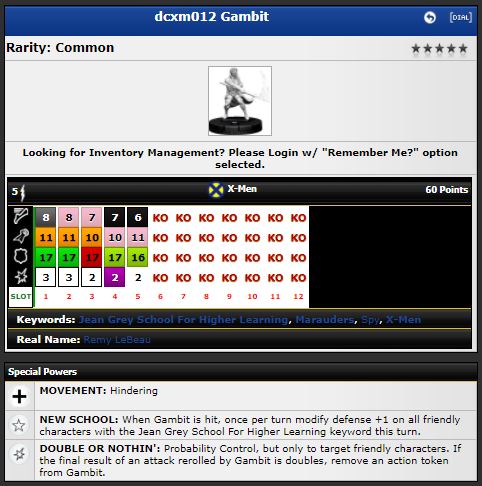 dcxm012 Gambit
[DIAL]
Rarity: Common
Looking for Inventory Management? Please Login w/ "Remember Me?" option
selected.
5 X-Men 60 Points
8 8 7 7 6 KO KO KO KO KO KO KO
11 11 10 10 11 KO KO KO KO KO KO KO
17 17 17 17 16 KO KO KO KO KO KO KO
3 3 2 2 2 KO KO KO KO KO KO KO
SLOT 1 2 3 4 5 6 7 8 9 10 11 12
Keywords: Jean Grey School For Higher Learning, Marauders, Spy, X-Men
Real Name: Remy LeBeau
Special Powers
MOVEMENT: Hindering
NEW SCHOOL: When Gambit is hit, once per turn modify defense +1 on all friendly
characters with the Jean Grey School For Higher Learning keyword this turn.
DOUBLE OR NOTHIN': Probability Control, but only to target friendly characters. If
the final result of an attack rerolled by Gambit is doubles, remove an action token
from Gambit.